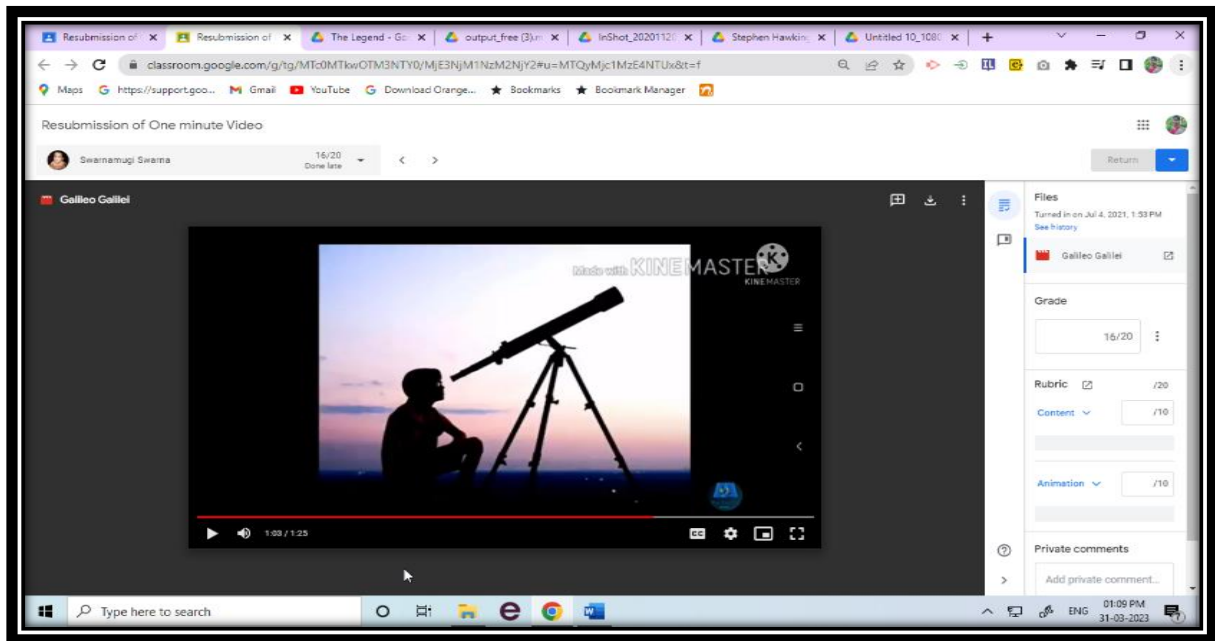 Resubmission of
Resubmission of
The Legend - Go
output_free (3).m
InShot_20201120
Stephen Hawking
Untitled 10_1080
classroom.google.com/g/tg/
Maps
https://support.goo...
Gmail
YouTube
Download Orange...
Bookmarks
Bookmark Manager
Resubmission of One minute Video
Swarnamugi Swarna
16/20
Done late
Return
Galileo Galilei
Made with KINEMASTER
KINEMASTER
1:03 / 1:25
CC
Files
Turned in on Jul 4, 2021, 1:53 PM
See history
Galileo Galilei
Grade
16/20
Rubric
/20
Content
/10
Animation
/10
Private comments
Add private comment...
Type here to search
ENG
01:09 PM
31-03-2023